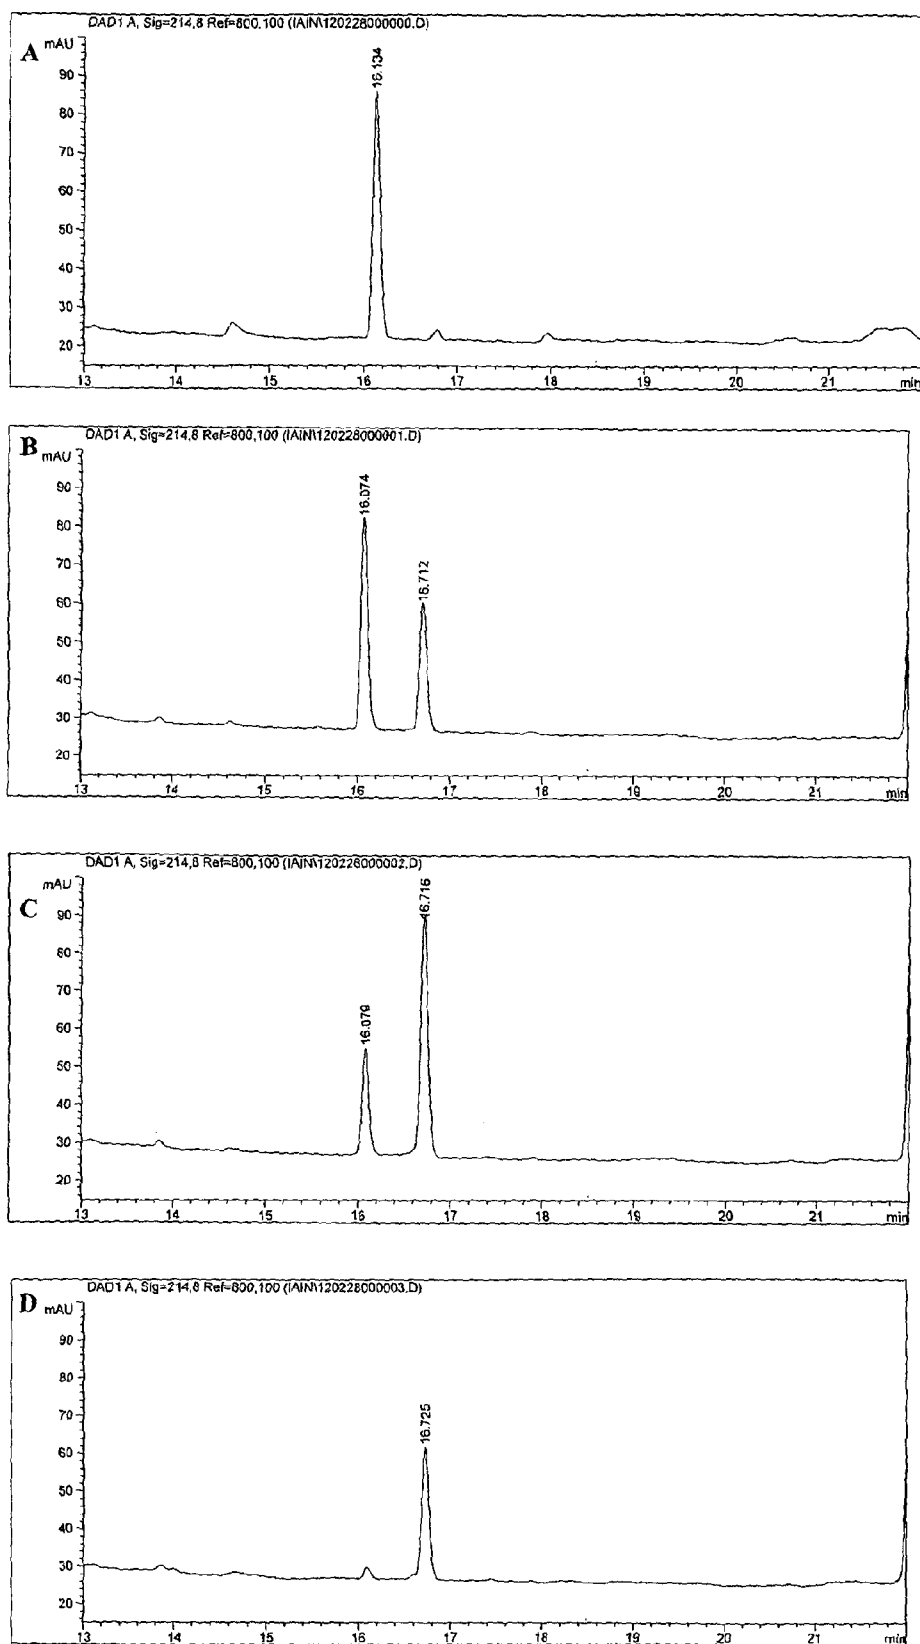 DAD1 A, Sig=214,8 Ref=800,100 (IAIN\120228000000.D)
A
mAU
90
80
70
60
50
40
30
20
16.134
13 14 15 16 17 18 19 20 21 min
DAD1 A, Sig=214,8 Ref=800,100 (IAIN\120228000001.D)
B
mAU
90
80
70
60
50
40
30
20
16.074
16.712
13 14 15 16 17 18 19 20 21 min
DAD1 A, Sig=214,8 Ref=800,100 (IAIN\120228000002.D)
C
mAU
90
80
70
60
50
40
30
20
16.079
16.716
13 14 15 16 17 18 19 20 21 min
DAD1 A, Sig=214,8 Ref=800,100 (IAIN\120228000003.D)
D
mAU
90
80
70
60
50
40
30
20
16.725
13 14 15 16 17 18 19 20 21 min